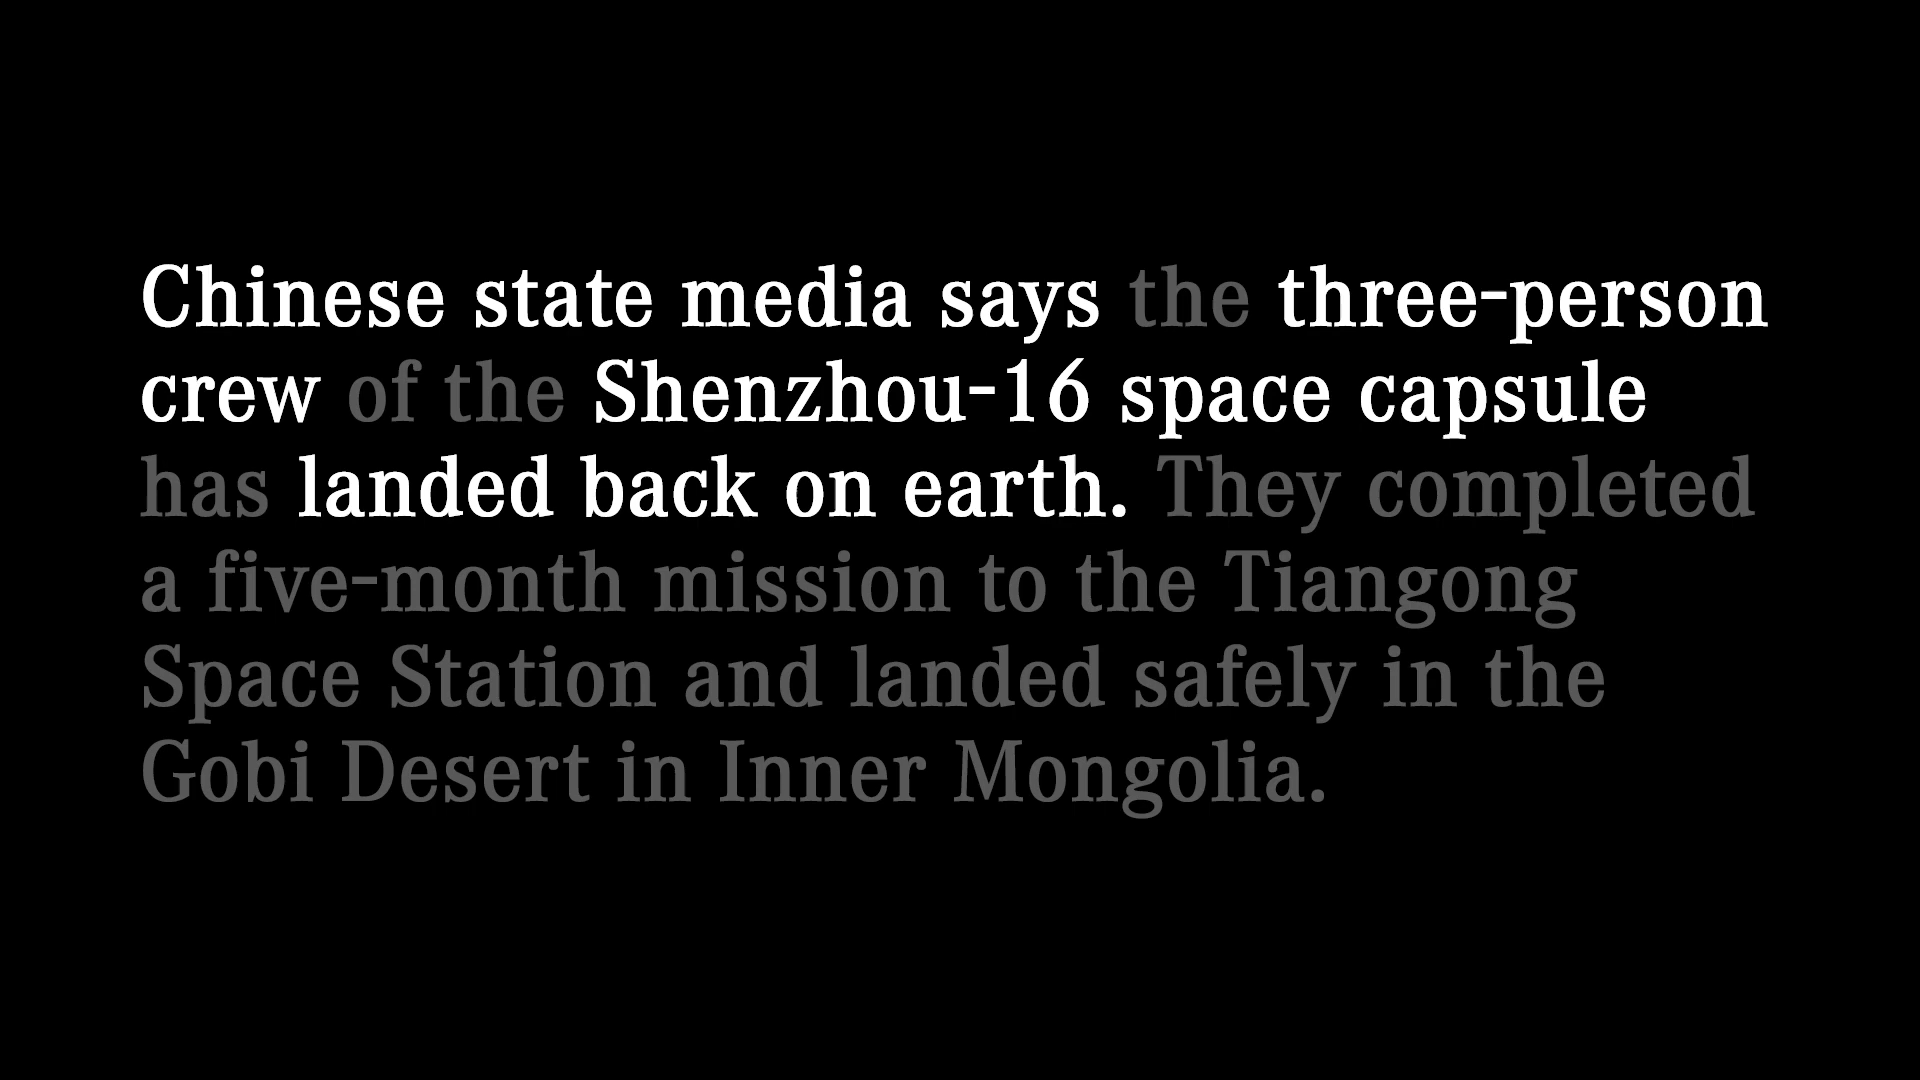 Chinese state media says the three-person
crew of the Shenzhou-16 space capsule
has landed back on earth. They completed
a five-month mission to the Tiangong
Space Station and landed safely in the
Gobi Desert in Inner Mongolia.